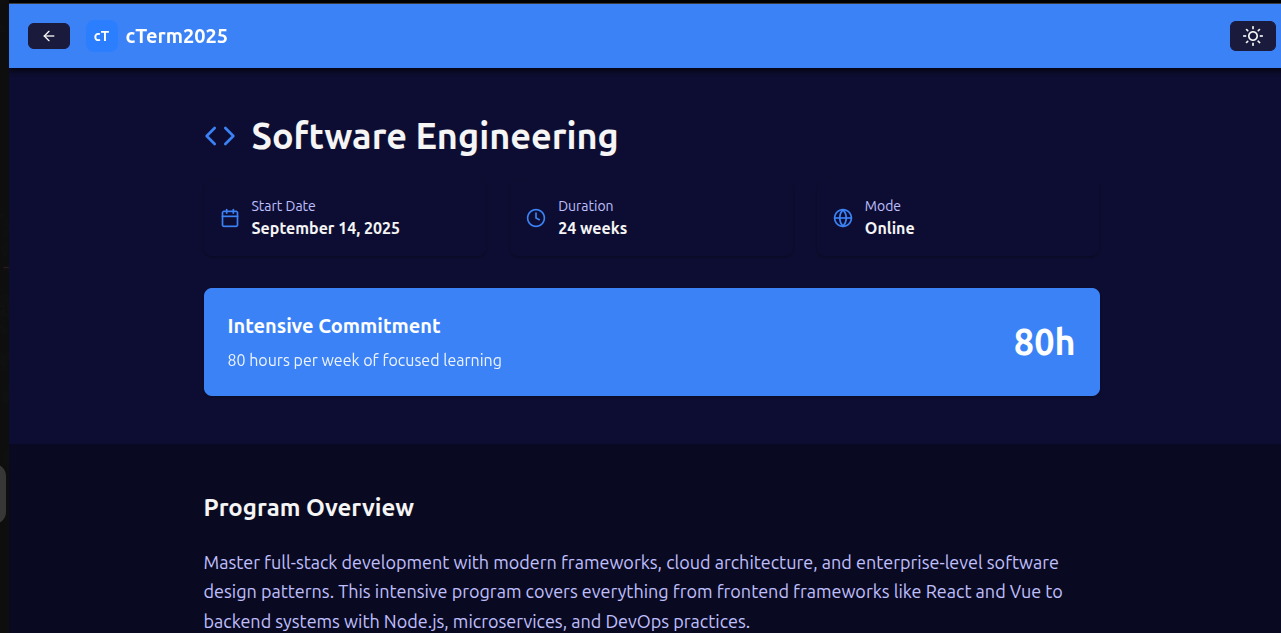 cT cTerm2025
Software Engineering
Start Date
September 14, 2025
Duration
24 weeks
Mode
Online
Intensive Commitment
80 hours per week of focused learning
80h
Program Overview
Master full-stack development with modern frameworks, cloud architecture, and enterprise-level software
design patterns. This intensive program covers everything from frontend frameworks like React and Vue to
backend systems with Node.js, microservices, and DevOps practices.